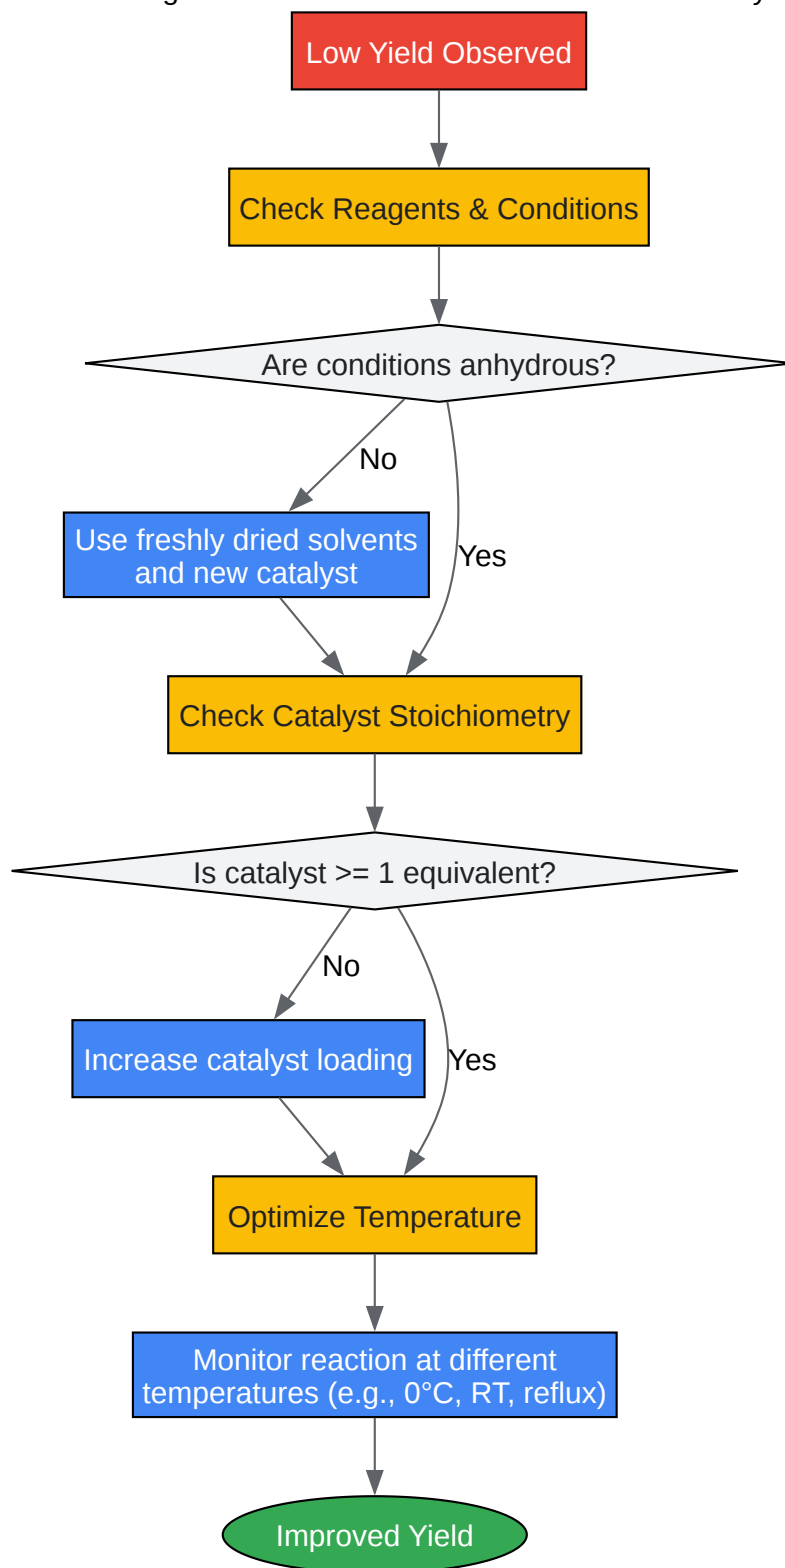 Low Yield Observed
Check Reagents & Conditions
Are conditions anhydrous?
No
Use freshly dried solvents
and new catalyst
Yes
Check Catalyst Stoichiometry
Is catalyst >= 1 equivalent?
No
Increase catalyst loading
Yes
Optimize Temperature
Monitor reaction at different
temperatures (e.g., 0°C, RT, reflux)
Improved Yield